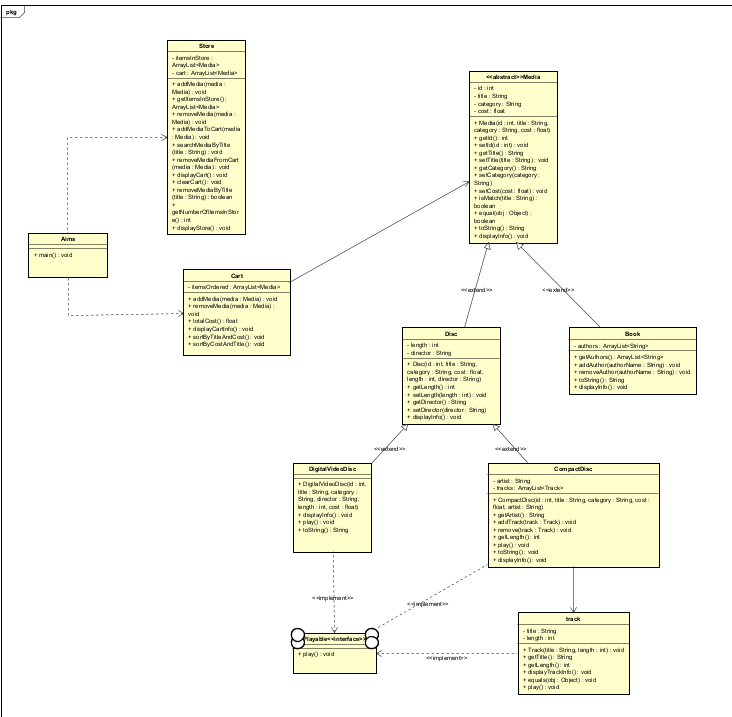 pkg
Store
- itemsInStore :
ArrayList<Media>
- cart : ArrayList<Media>
+ addMedia(media :
Media) : void
+ getItemsInStore() :
ArrayList<Media>
+ removeMedia(media
: Media) : void
+ addMediaToCart(media
: Media) : void
+ searchMediaByTitle
(title : String) : void
+ removeMediaFromCart
(media : Media) : void
+ displayCart() : void
+ clearCart() : void
+ removeMediaByTitle
(title : String) : boolean
+
getNumberOfItemsInStor
e() : int
+ displayStore() : void
<<abstract>>Media
- id : int
- title : String
- category : String
- cost : float
+ Media(id : int, title : String,
category : String, cost : float)
+ getId() : int
+ setId(id : int) : void
+ getTitle() : String
+ setTitle(title : String) : void
+ getCategory() : String
+ setCategory(category :
String)
+ setCost(cost : float) : void
+ isMatch(title : String) :
boolean
+ equal(obj : Object) :
boolean
+ toString() : String
+ displayInfo() : void
Aims
+ main() : void
Cart
- itemsOrdered : ArrayList<Media>
+ addMedia(media : Media) : void
+ removeMedia(media : Media) :
void
+ totalCost() : float
+ displayCartInfo() : void
+ sortByTitleAndCost() : void
+ sortByCostAndTitle() : void
<<extend>>
<<extend>>
Disc
- length : int
- director : String
+ Disc(id : int, title : String,
category : String, cost : float,
length : int, director : String)
+ getLength() : int
+ setLength(length : int) : void
+ getDirector() : String
+ setDirector(director : String)
+ displayInfo() : void
Book
- authors : ArrayList<String>
+ getAuthors() : ArrayList<String>
+ addAuthor(authorName : String) : void
+ removeAuthor(authorName : String) : void
+ toString() : String
+ displayInfo() : void
<<extend>>
<<extend>>
DigitalVideoDisc
+ DigitalVideoDisc(id : int,
title : String, category :
String, director : String,
length : int, cost : float)
+ displayInfo() : void
+ play() : void
+ toString() : String
CompactDisc
- artist : String
- tracks : ArrayList<Track>
+ CompactDisc(id : int, title : String, category : String, cost :
float, artist : String)
+ getArtist() : String
+ addTrack(track : Track) : void
+ remove(track : Track) : void
+ getLength() : int
+ play() : void
+ toString() : void
+ displayInfo() : void
<<implement>>
<<implement>>
Playable<<interface>>
+ play() : void
<<implement>>
track
- title : String
- length : int
+ Track(title : String, length : int) : void
+ getTitle() : String
+ getLength() : int
+ displayTrackInfo() : void
+ equals(obj : Object) : void
+ play() : void